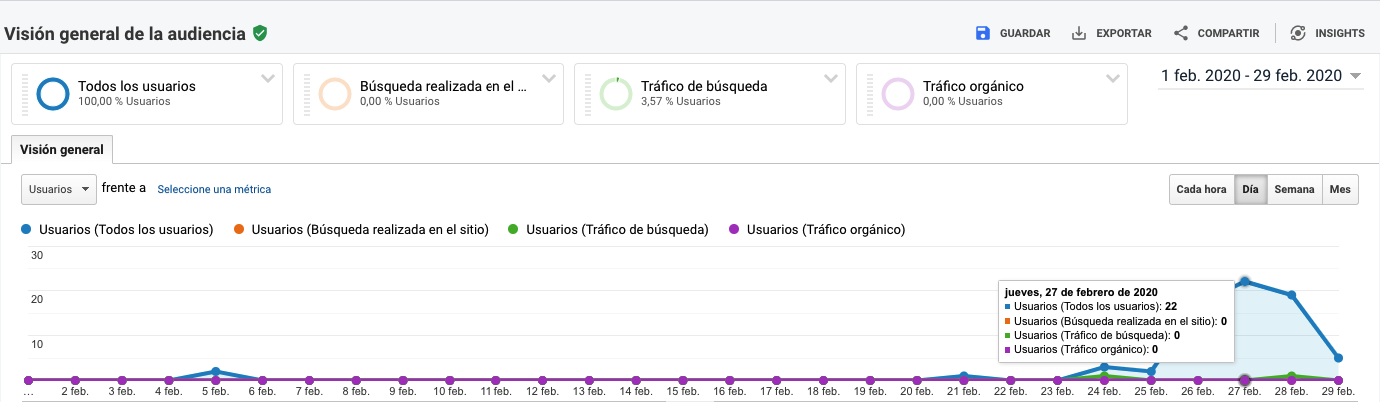 Visión general de la audiencia
GUARDAR
EXPORTAR
COMPARTIR
INSIGHTS
Todos los usuarios
100,00 % Usuarios
Búsqueda realizada en el ...
0,00 % Usuarios
Tráfico de búsqueda
3,57 % Usuarios
Tráfico orgánico
0,00 % Usuarios
1 feb. 2020 - 29 feb. 2020
Visión general
Usuarios
frente a
Seleccione una métrica
Cada hora
Día
Semana
Mes
Usuarios (Todos los usuarios)
Usuarios (Búsqueda realizada en el sitio)
Usuarios (Tráfico de búsqueda)
Usuarios (Tráfico orgánico)
30
20
10
jueves, 27 de febrero de 2020
Usuarios (Todos los usuarios): 22
Usuarios (Búsqueda realizada en el sitio): 0
Usuarios (Tráfico de búsqueda): 0
Usuarios (Tráfico orgánico): 0
...
2 feb.
3 feb.
4 feb.
5 feb.
6 feb.
7 feb.
8 feb.
9 feb.
10 feb.
11 feb.
12 feb.
13 feb.
14 feb.
15 feb.
16 feb.
17 feb.
18 feb.
19 feb.
20 feb.
21 feb.
22 feb.
23 feb.
24 feb.
25 feb.
26 feb.
27 feb.
28 feb.
29 feb.